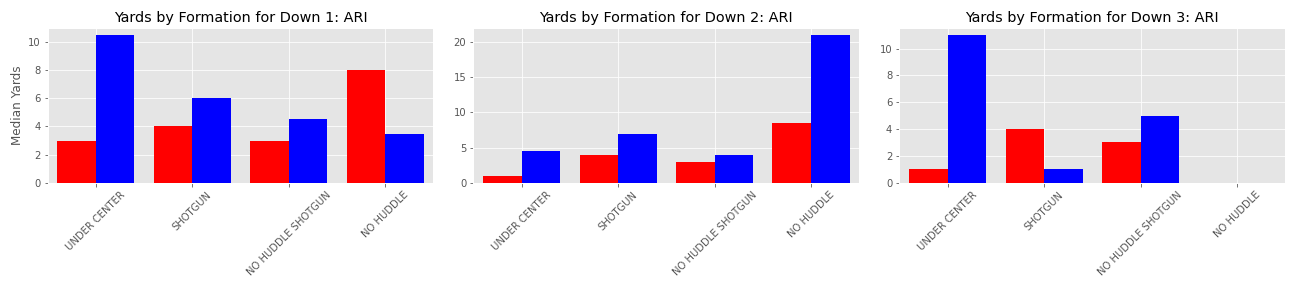 Yards by Formation for Down 1: ARI
Median Yards
10
8
6
4
2
0
UNDER CENTER
SHOTGUN
NO HUDDLE SHOTGUN
NO HUDDLE
Yards by Formation for Down 2: ARI
20
15
10
5
0
UNDER CENTER
SHOTGUN
NO HUDDLE SHOTGUN
NO HUDDLE
Yards by Formation for Down 3: ARI
10
8
6
4
2
0
UNDER CENTER
SHOTGUN
NO HUDDLE SHOTGUN
NO HUDDLE